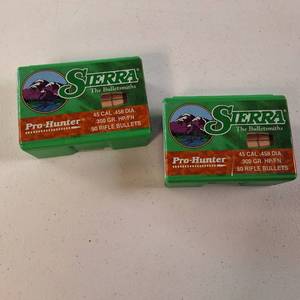 SIERRA
The Bulletsmiths
Pro-Hunter
45 CAL .458 DIA.
300 GR. HP/FN
50 RIFLE BULLETS
SIERRA
The Bulletsmiths
Pro-Hunter
45 CAL .458 DIA.
300 GR. HP/FN
50 RIFLE BULLETS